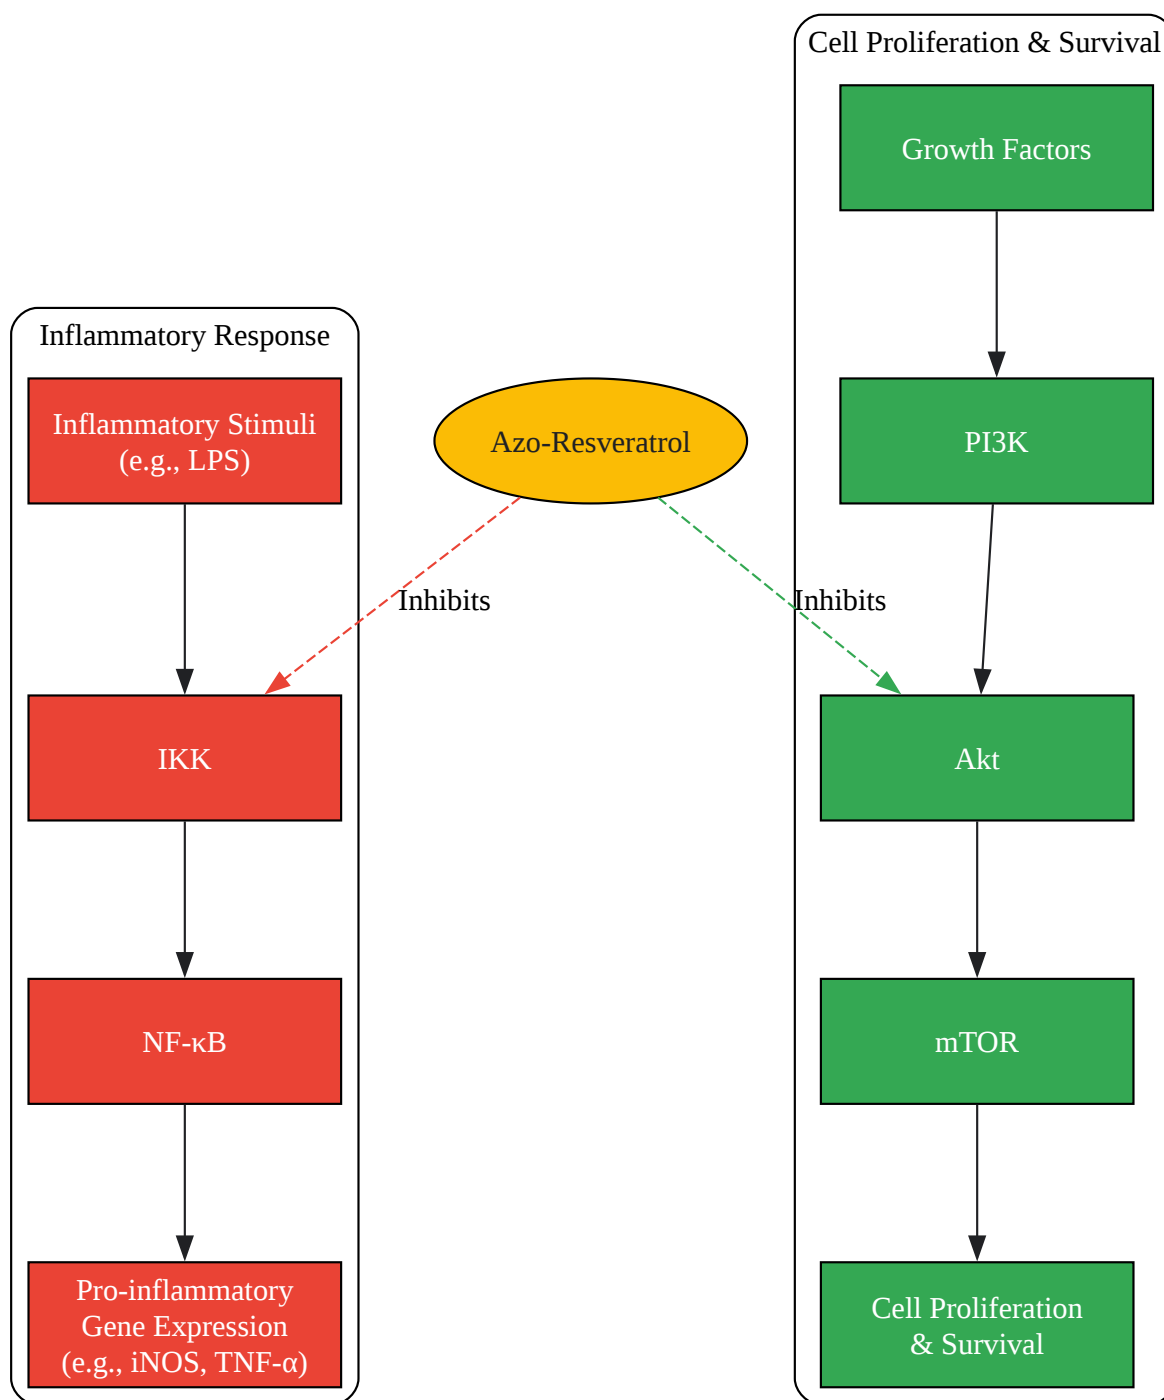 Cell Proliferation & Survival
Growth Factors
Inflammatory Response
Inflammatory Stimuli
(e.g., LPS)
Azo-Resveratrol
PI3K
Inhibits
Inhibits
IKK
Akt
NF-κB
mTOR
Pro-inflammatory
Gene Expression
(e.g., iNOS, TNF-α)
Cell Proliferation
& Survival